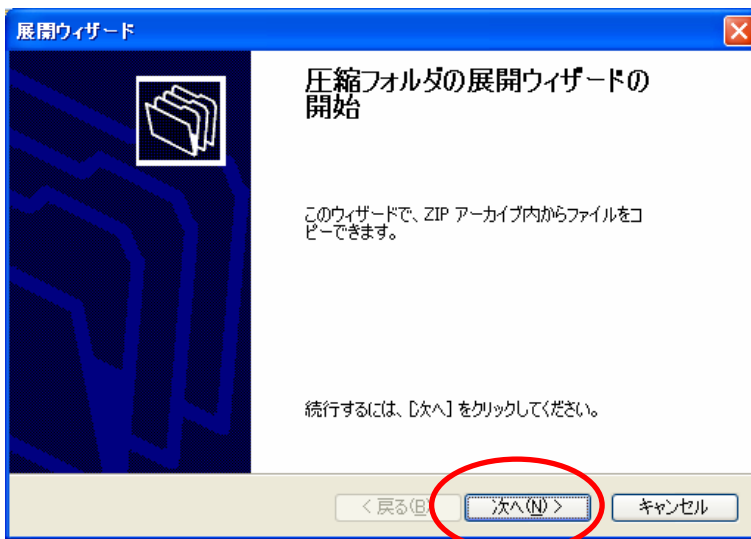 展開ウィザード
圧縮フォルダの展開ウィザードの
開始
このウィザードで、ZIP アーカイブ内からファイルをコ
ピーできます。
続行するには、[次へ] をクリックしてください。
< 戻る(B)
次へ(N) >
キャンセル